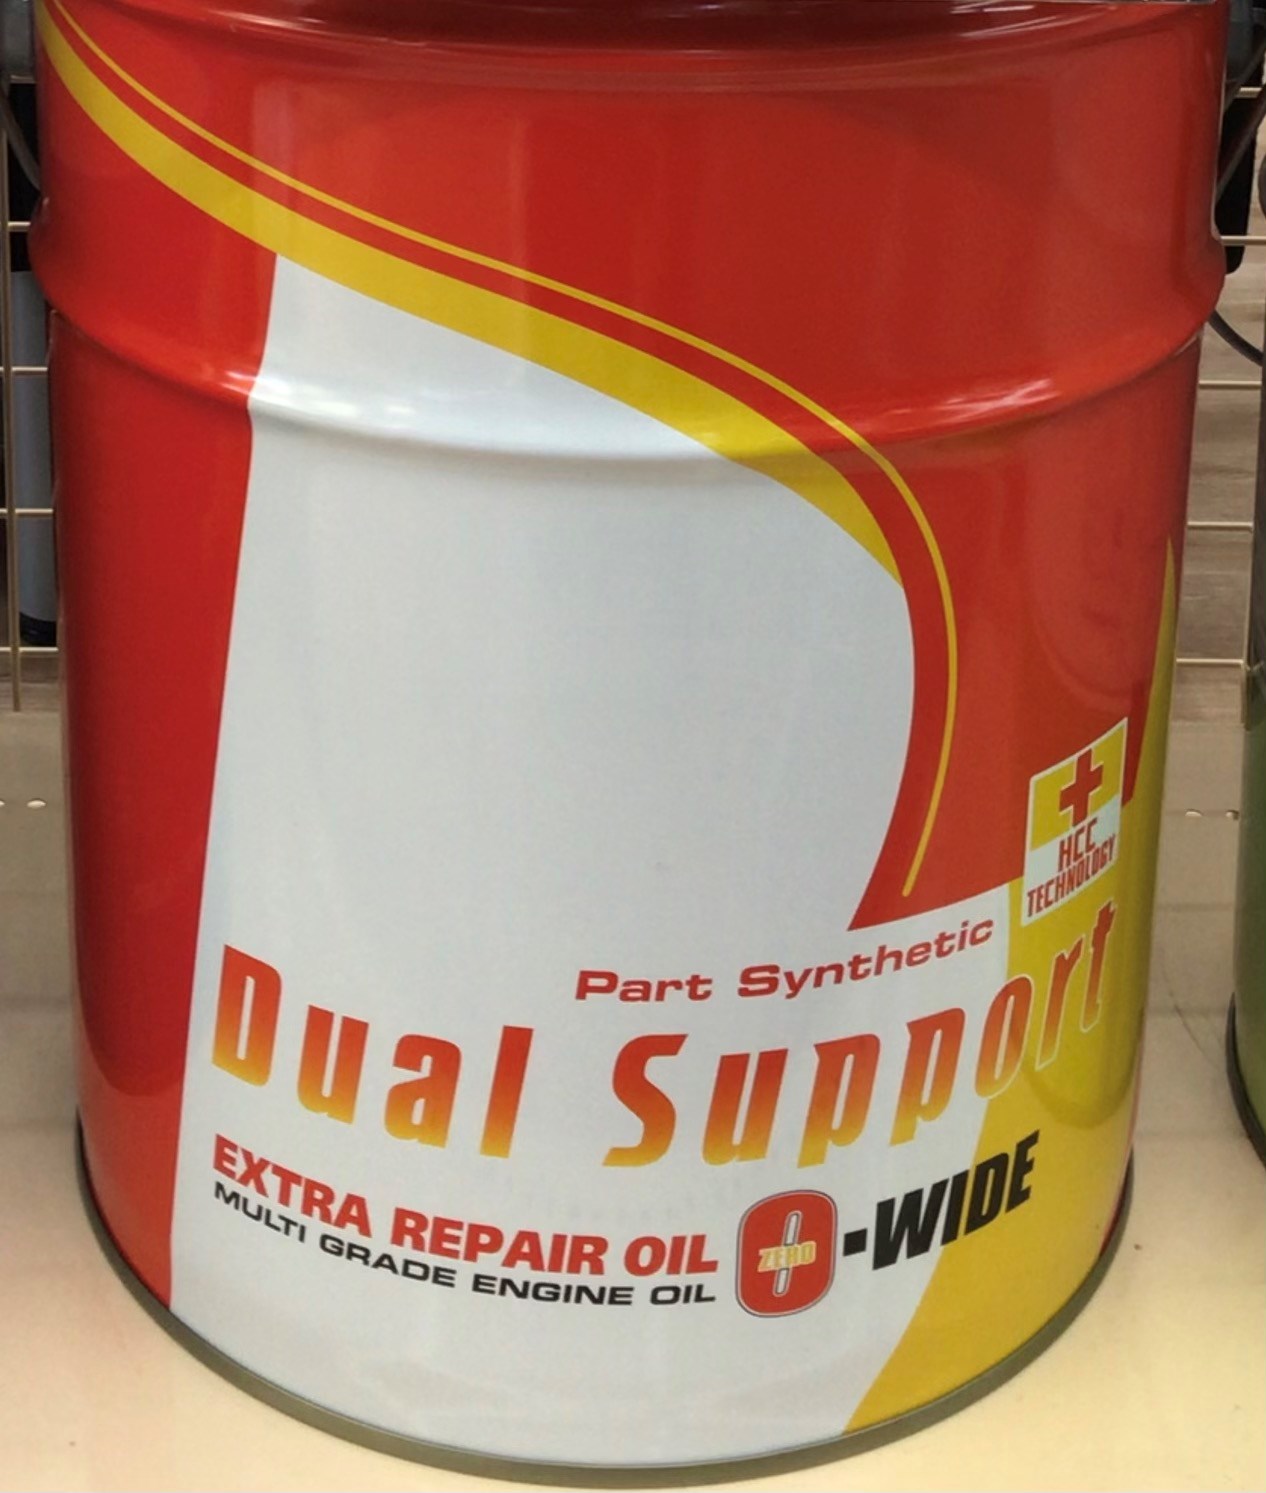 HCC
TECHNOLOGY
Part Synthetic
Dual Support
EXTRA REPAIR OIL
MULTI GRADE ENGINE OIL
0-WIDE
ZERO